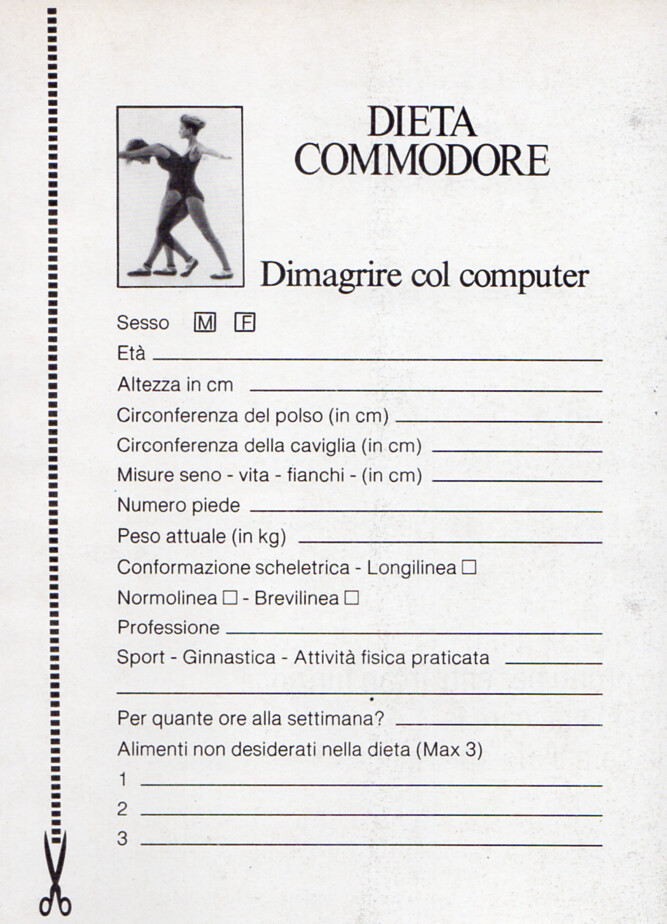 DIETA
COMMODORE
Dimagrire col computer
Sesso M F
Età
Altezza in cm
Circonferenza del polso (in cm)
Circonferenza della caviglia (in cm)
Misure seno - vita - fianchi - (in cm)
Numero piede
Peso attuale (in kg)
Conformazione scheletrica - Longilinea □
Normolinea □ - Brevilinea □
Professione
Sport - Ginnastica - Attività fisica praticata
Per quante ore alla settimana?
Alimenti non desiderati nella dieta (Max 3)
1
2
3